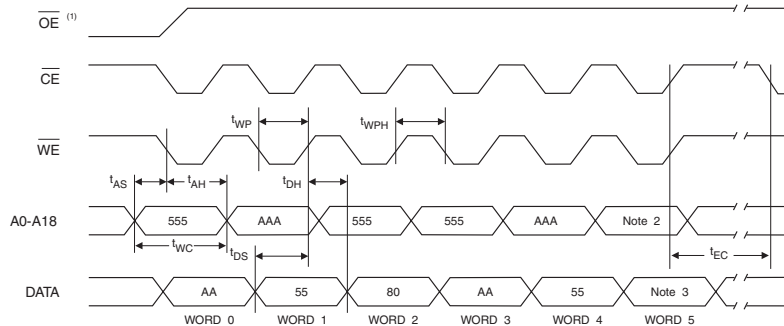 OE (1)
CE
tWP tWPH
WE
tAS tAH tDH
A0-A18 555 AAA 555 555 AAA Note 2
tWC tDS tEC
DATA AA 55 80 AA 55 Note 3
WORD 0 WORD 1 WORD 2 WORD 3 WORD 4 WORD 5